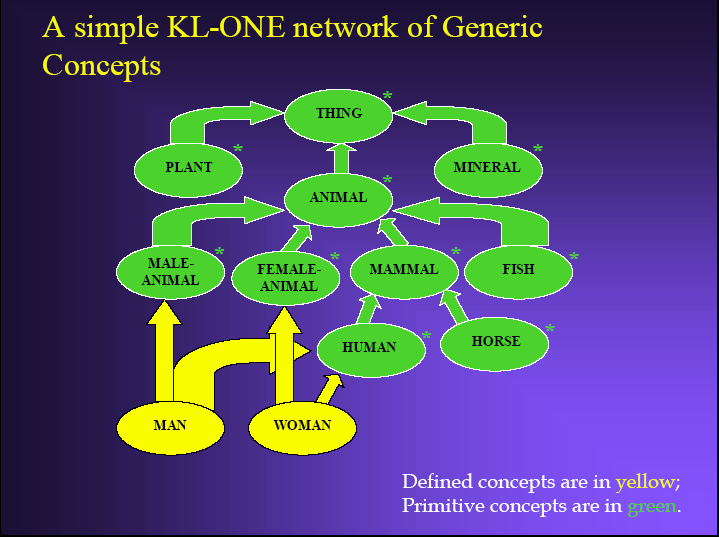 A simple KL-ONE network of Generic
Concepts
THING
*
PLANT
*
MINERAL
*
ANIMAL
*
MALE-
ANIMAL
*
FEMALE-
ANIMAL
*
MAMMAL
*
FISH
*
HUMAN
*
HORSE
*
MAN
WOMAN
Defined concepts are in yellow;
Primitive concepts are in green.